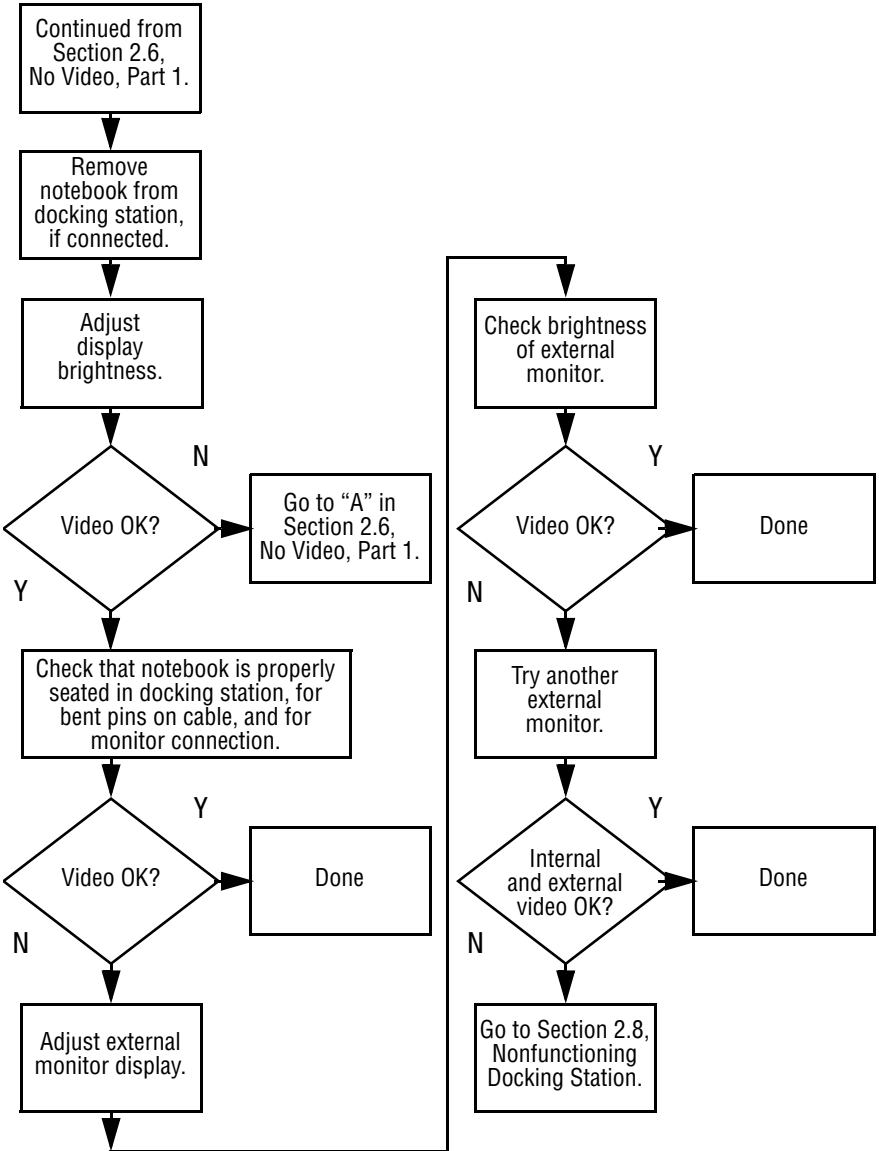 Continued from
Section 2.6,
No Video, Part 1.
Remove
notebook from
docking station,
if connected.
Adjust
display
brightness.
N
Video OK?
Go to “A” in
Section 2.6,
No Video, Part 1.
Y
Check that notebook is properly
seated in docking station, for
bent pins on cable, and for
monitor connection.
Y
Video OK?
Done
N
Adjust external
monitor display.
Check brightness
of external
monitor.
Y
Video OK?
Done
N
Try another
external
monitor.
Y
Internal
and external
video OK?
Done
N
Go to Section 2.8,
Nonfunctioning
Docking Station.